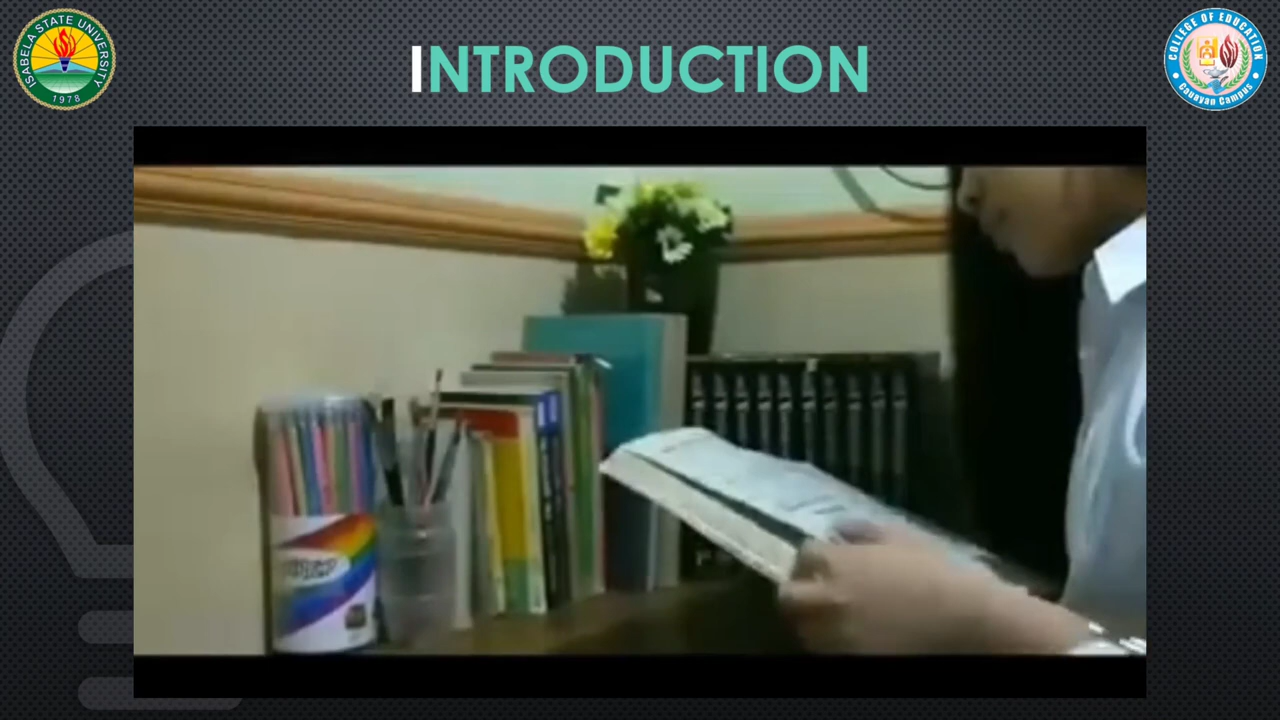 ISABELA STATE UNIVERSITY
1978
INTRODUCTION
COLLEGE OF EDUCATION
Cauayan Campus